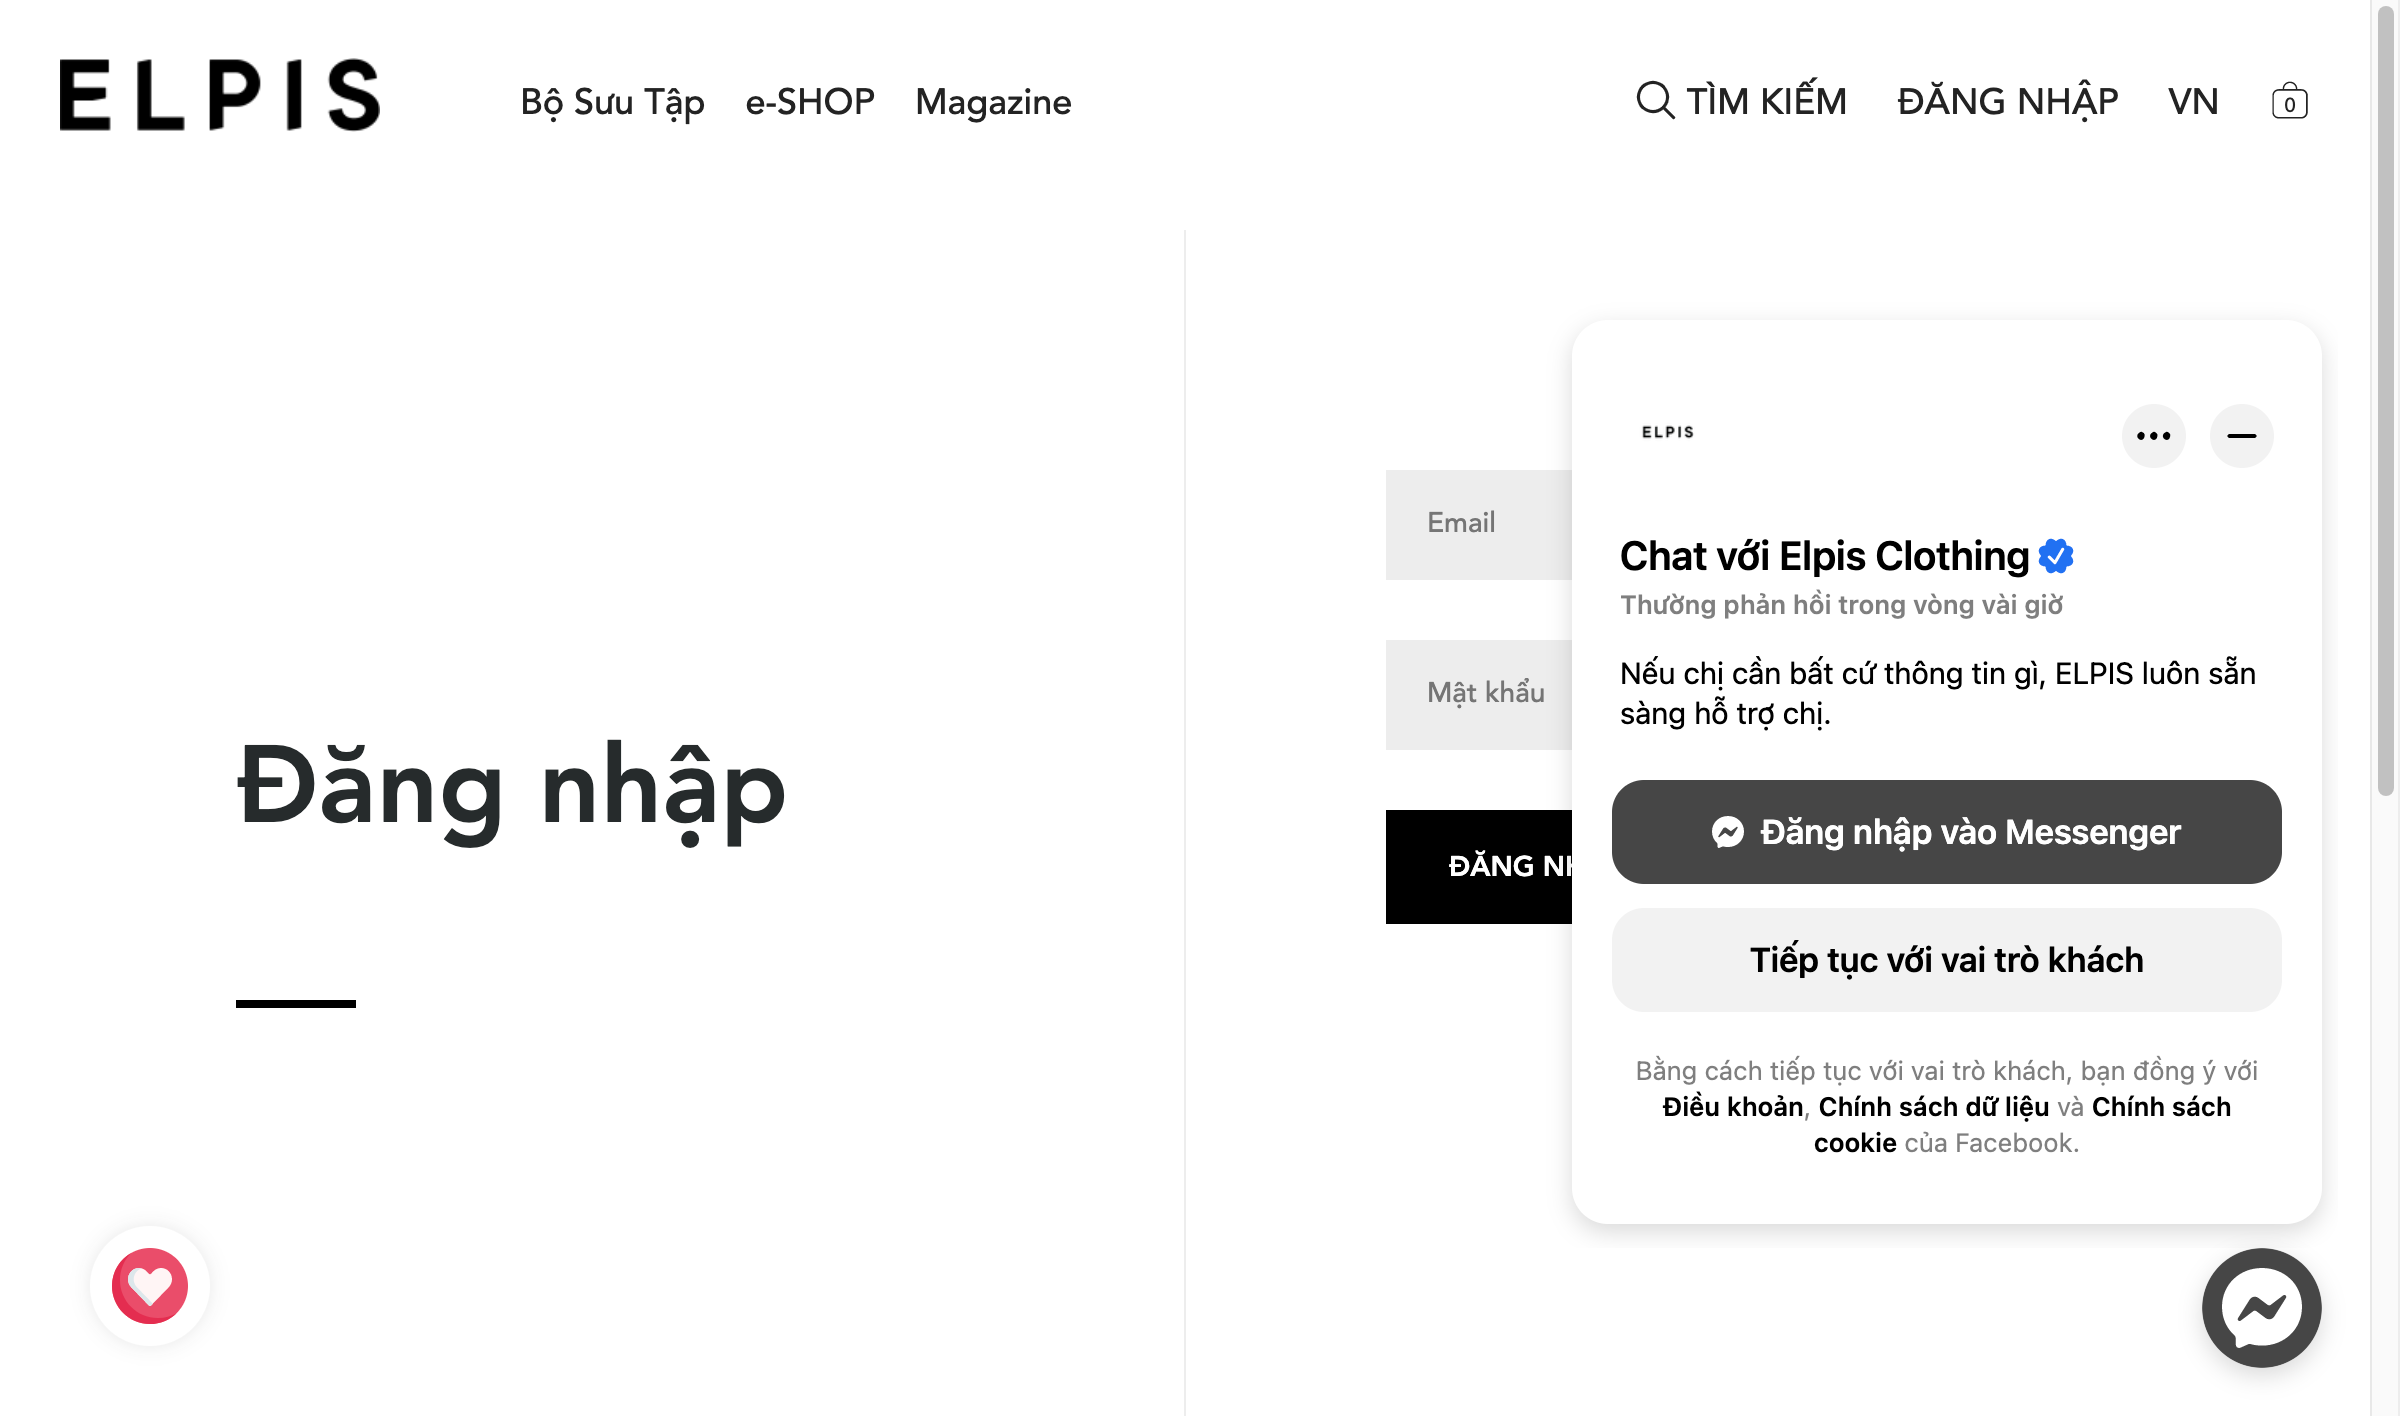 ELPIS
Bộ Sưu Tập
e-SHOP
Magazine
TÌM KIẾM
ĐĂNG NHẬP
VN
0
Đăng nhập
Email
Mật khẩu
ĐĂNG NH
ELPIS
Chat với Elpis Clothing
Thường phản hồi trong vòng vài giờ
Nếu chị cần bất cứ thông tin gì, ELPIS luôn sẵn
sàng hỗ trợ chị.
Đăng nhập vào Messenger
Tiếp tục với vai trò khách
Bằng cách tiếp tục với vai trò khách, bạn đồng ý với
Điều khoản, Chính sách dữ liệu và Chính sách
cookie của Facebook.